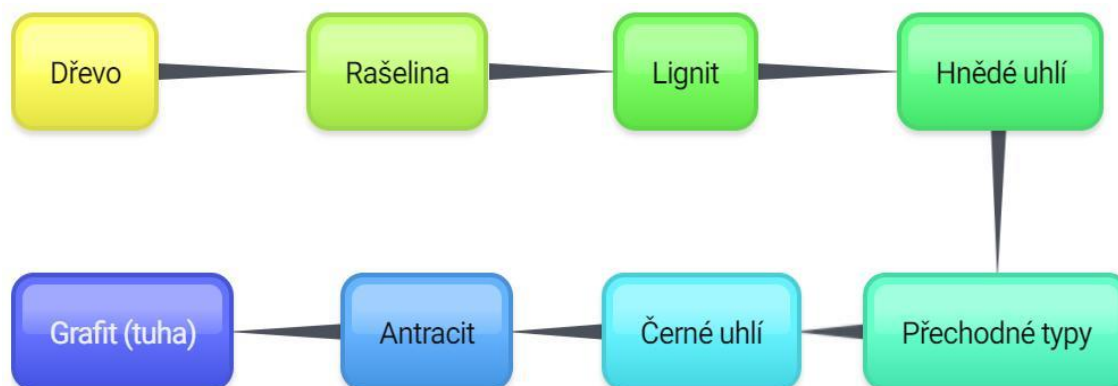 Dřevo
Rašelina
Lignit
Hnědé uhlí
Přechodné typy
Černé uhlí
Antracit
Grafit (tuha)